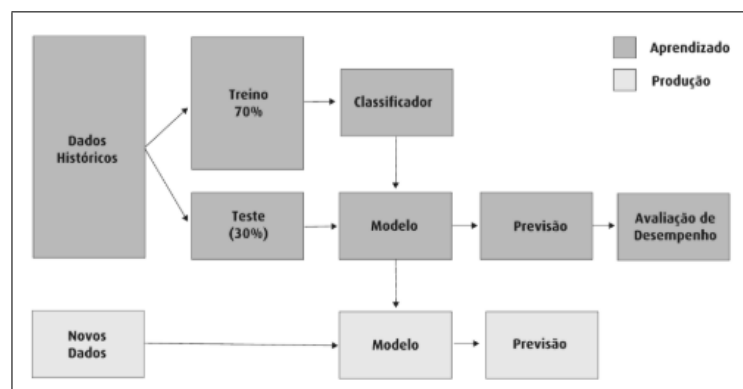 Dados
Históricos
Treino
70%
Classificador
Aprendizado
Produção
Teste
(30%)
Modelo
Previsão
Avaliação de
Desempenho
Novos
Dados
Modelo
Previsão